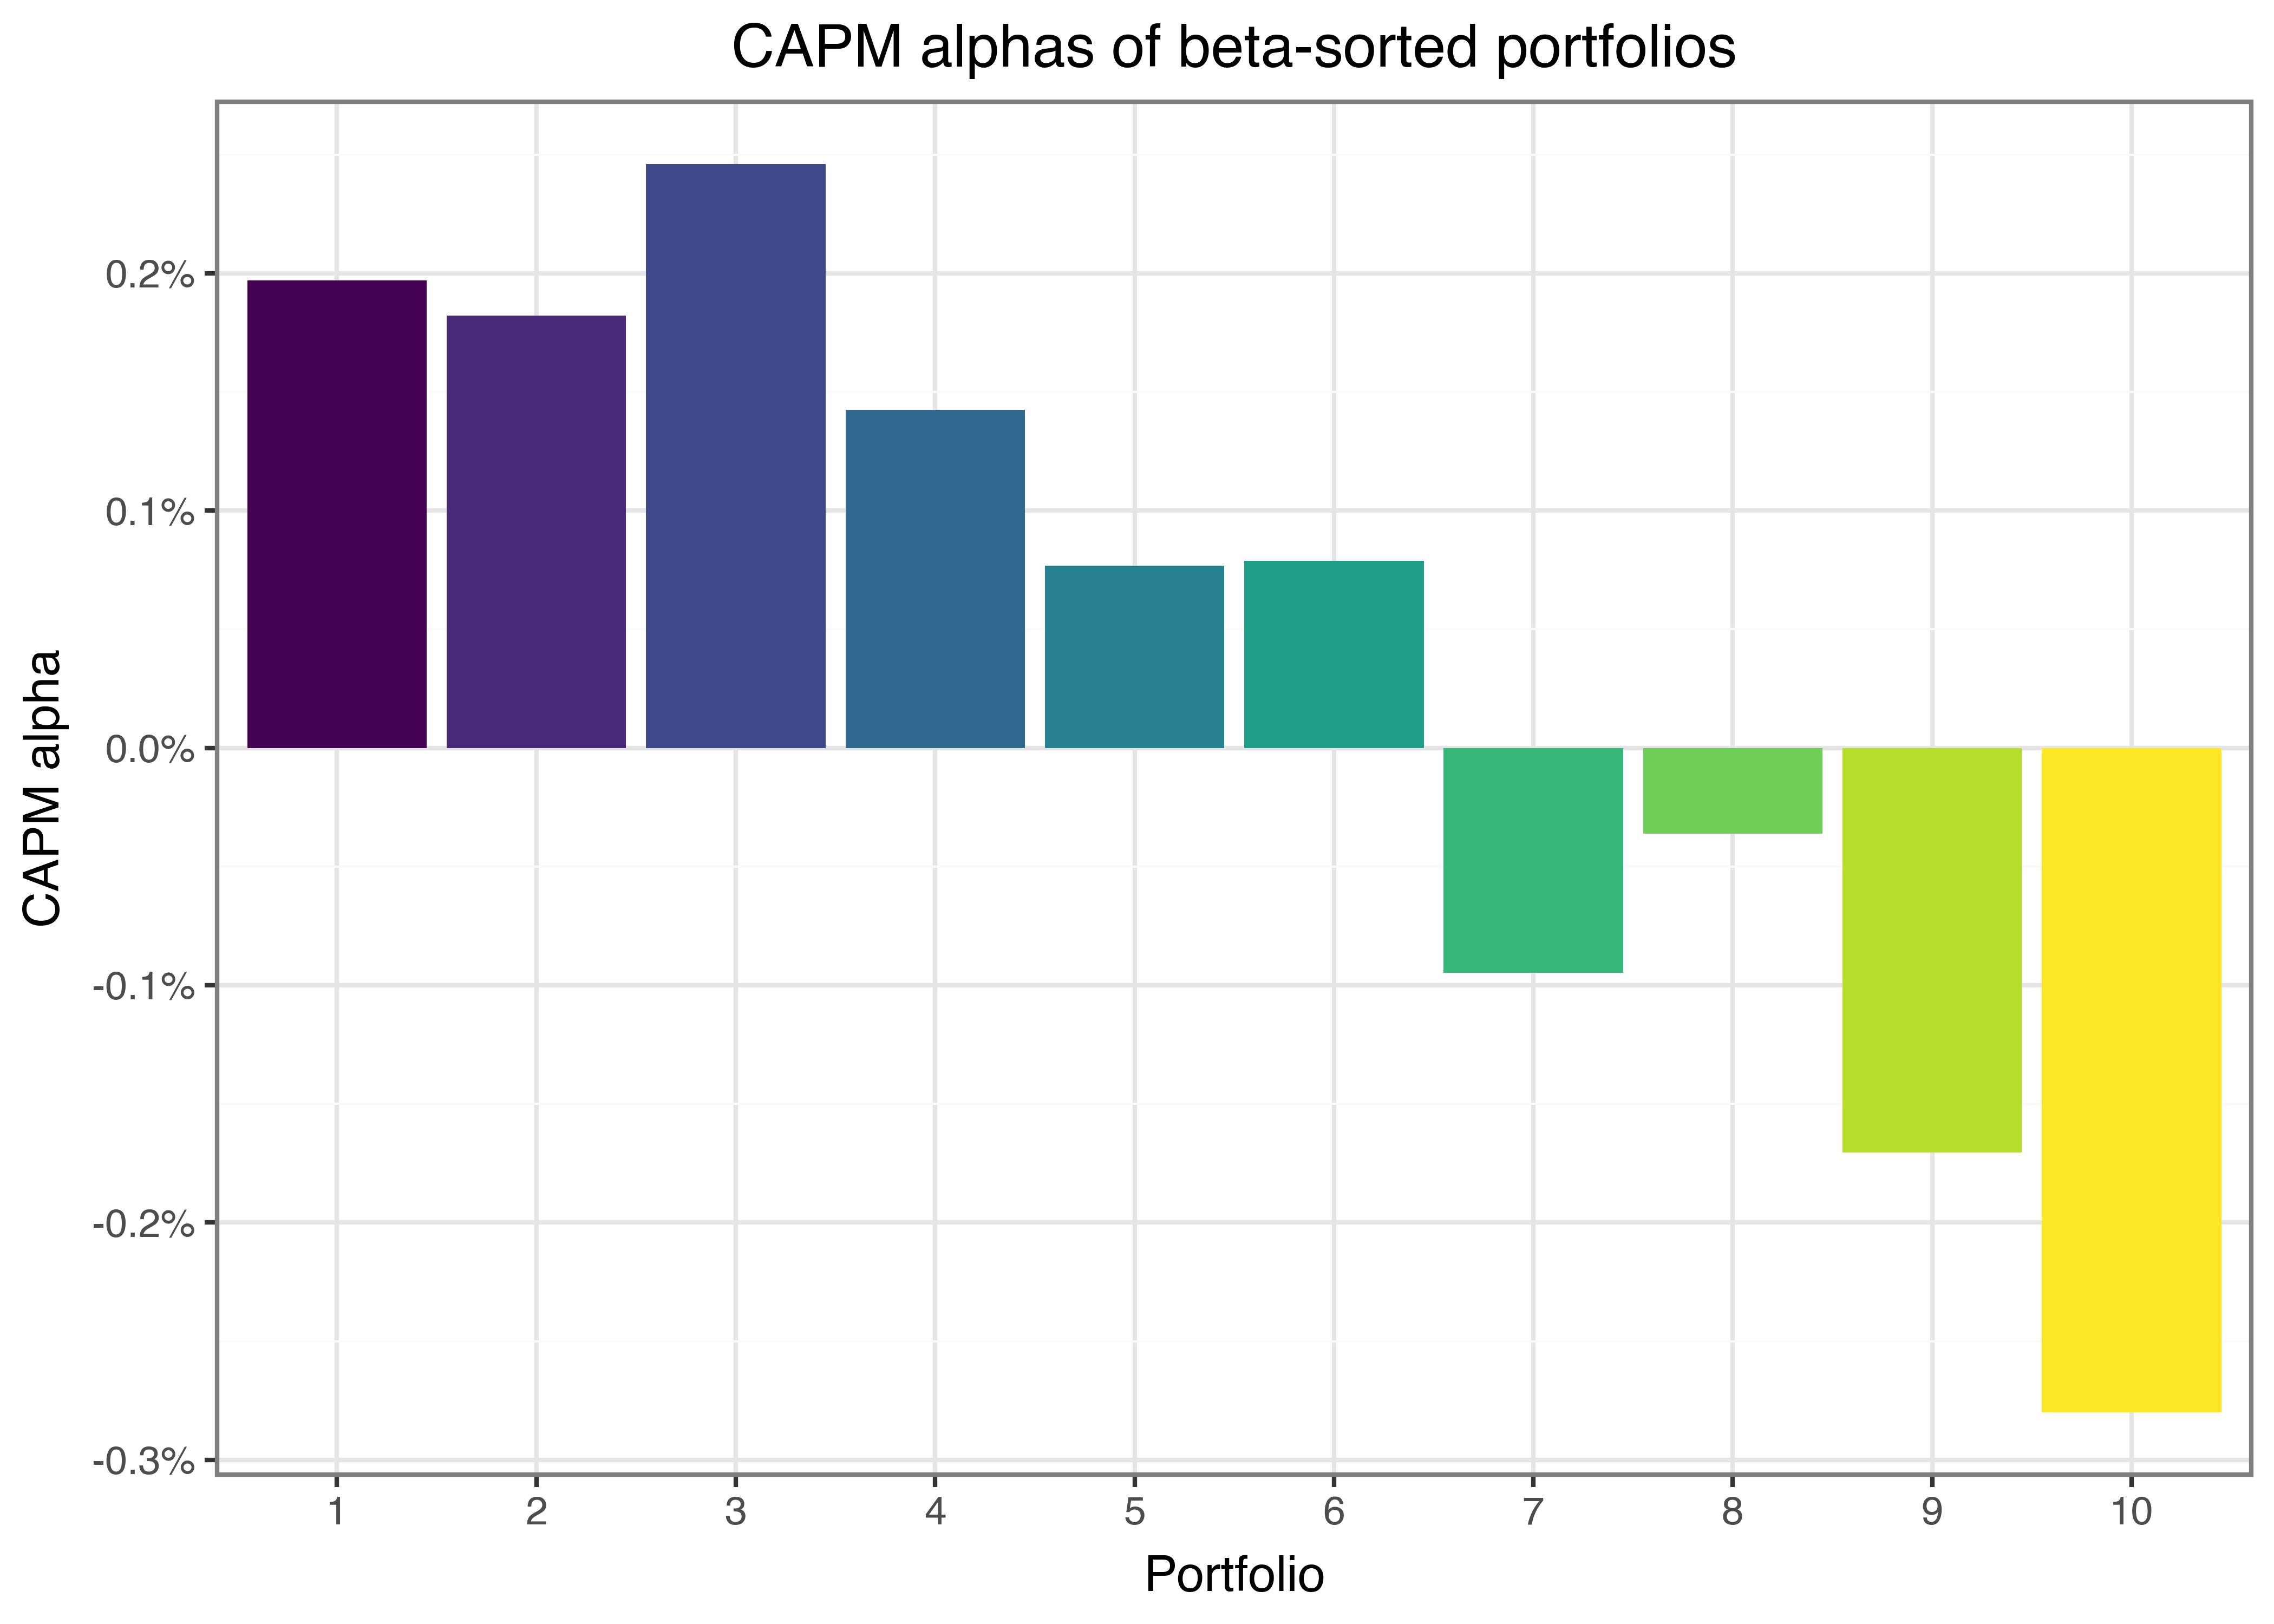 CAPM alphas of beta-sorted portfolios
CAPM alpha
0.2%
0.1%
0.0%
-0.1%
-0.2%
-0.3%
1 2 3 4 5 6 7 8 9 10
Portfolio